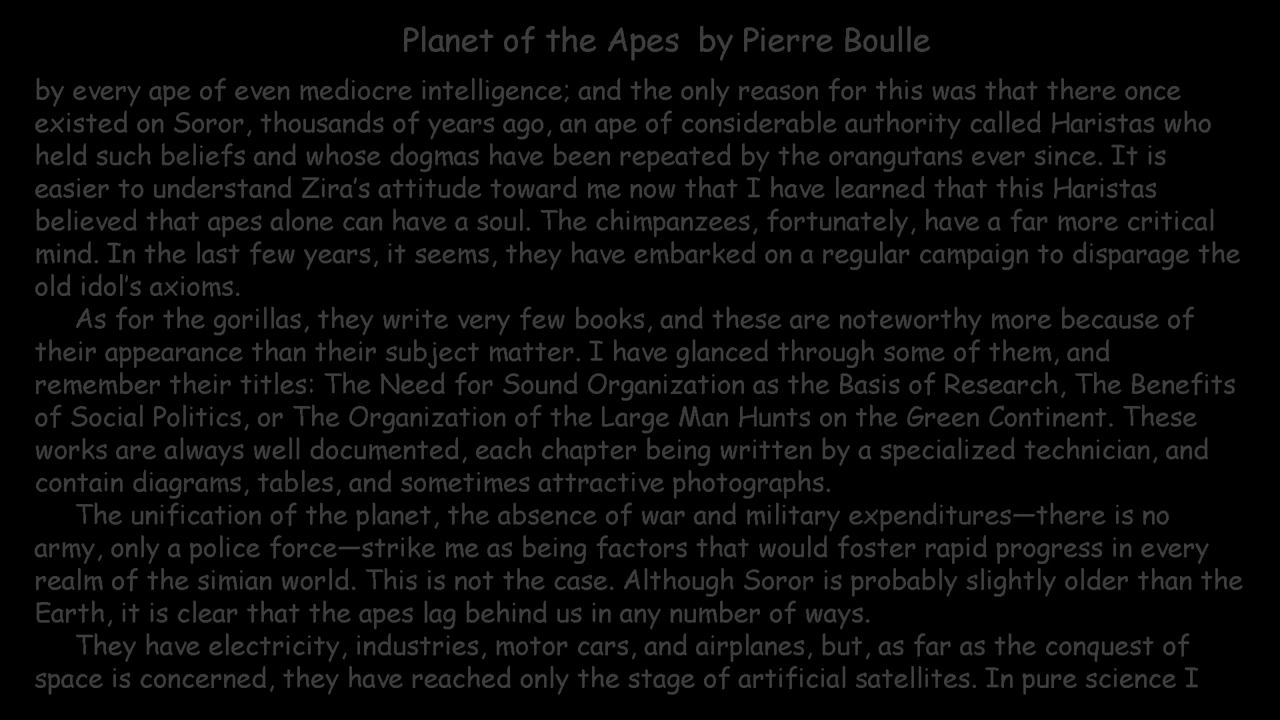 Planet of the Apes  by Pierre Boulle
by every ape of even mediocre intelligence; and the only reason for this was that there once
existed on Soror, thousands of years ago, an ape of considerable authority called Haristas who
held such beliefs and whose dogmas have been repeated by the orangutans ever since. It is
easier to understand Zira's attitude toward me now that I have learned that this Haristas
believed that apes alone can have a soul. The chimpanzees, fortunately, have a far more critical
mind. In the last few years, it seems, they have embarked on a regular campaign to disparage the
old idol's axioms.
As for the gorillas, they write very few books, and these are noteworthy more because of
their appearance than their subject matter. I have glanced through some of them, and
remember their titles: The Need for Sound Organization as the Basis of Research, The Benefits
of Social Politics, or The Organization of the Large Man Hunts on the Green Continent. These
works are always well documented, each chapter being written by a specialized technician, and
contain diagrams, tables, and sometimes attractive photographs.
The unification of the planet, the absence of war and military expenditures—there is no
army, only a police force—strike me as being factors that would foster rapid progress in every
realm of the simian world. This is not the case. Although Soror is probably slightly older than the
Earth, it is clear that the apes lag behind us in any number of ways.
They have electricity, industries, motor cars, and airplanes, but, as far as the conquest of
space is concerned, they have reached only the stage of artificial satellites. In pure science I